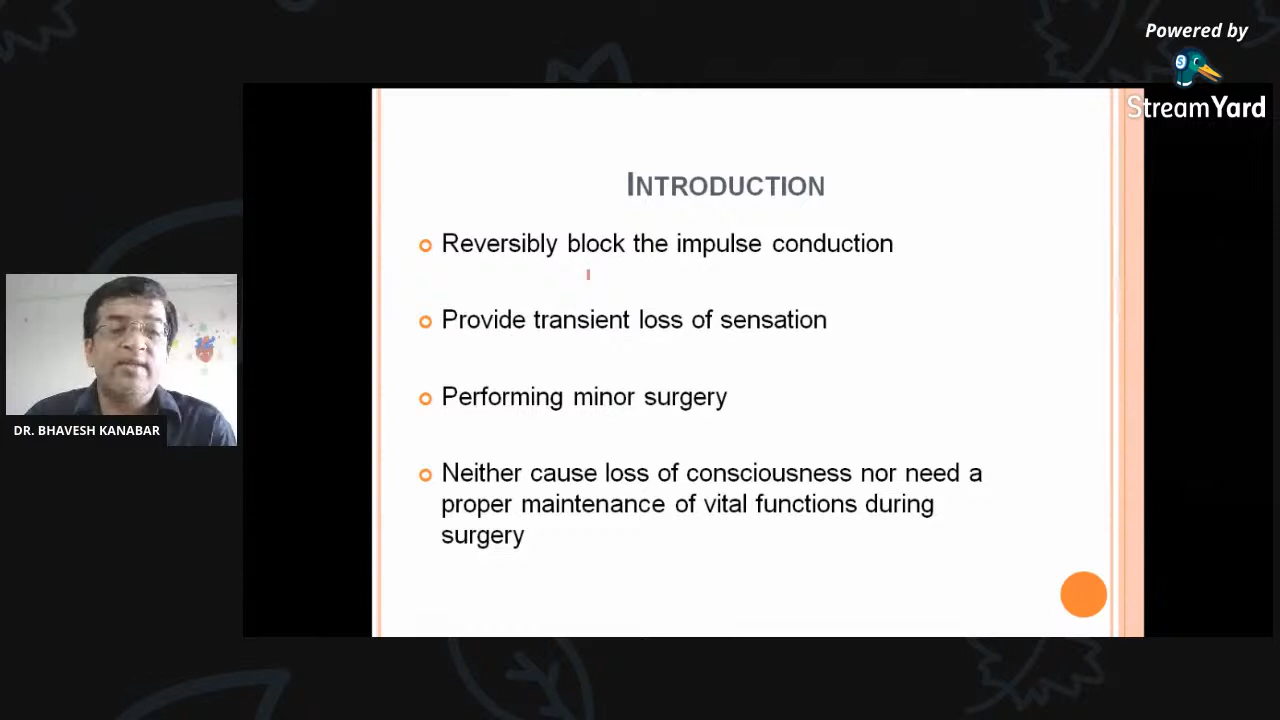 Powered by
StreamYard
INTRODUCTION
Reversibly block the impulse conduction
Provide transient loss of sensation
Performing minor surgery
Neither cause loss of consciousness nor need a
proper maintenance of vital functions during
surgery
DR. BHAVESH KANABAR